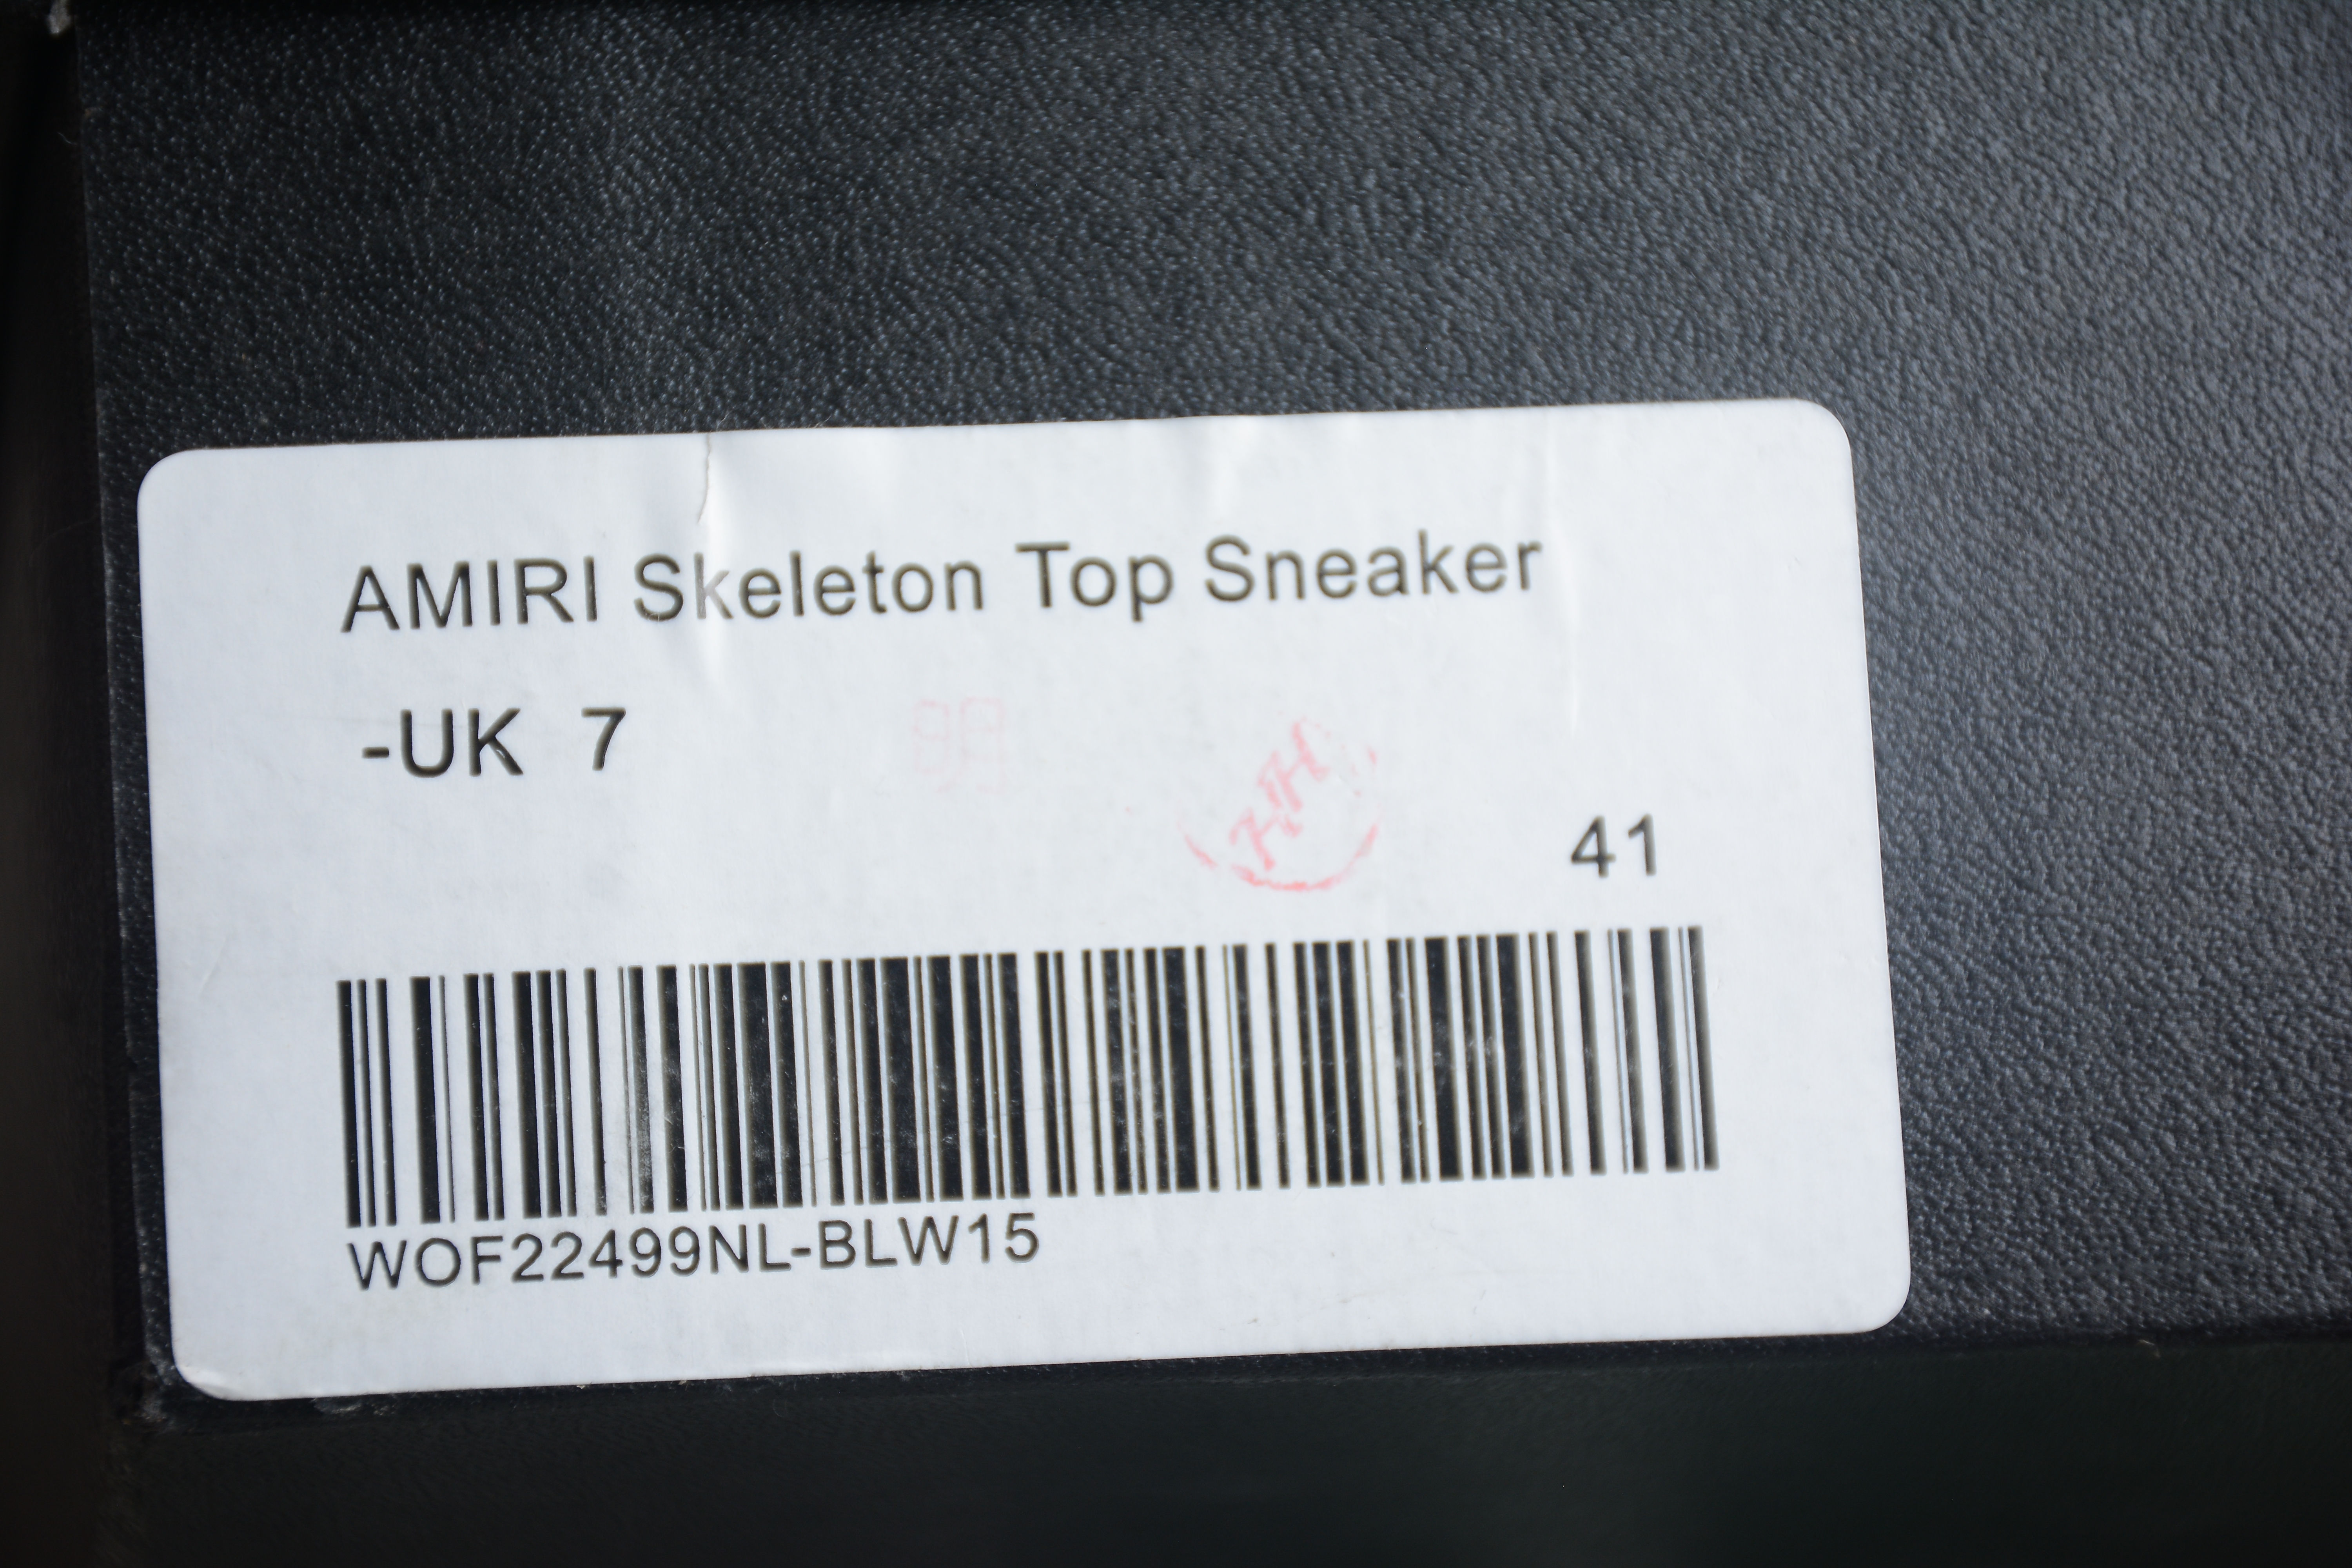 AMIRI Skeleton Top Sneaker
-UK 7
41
WOF22499NL-BLW15